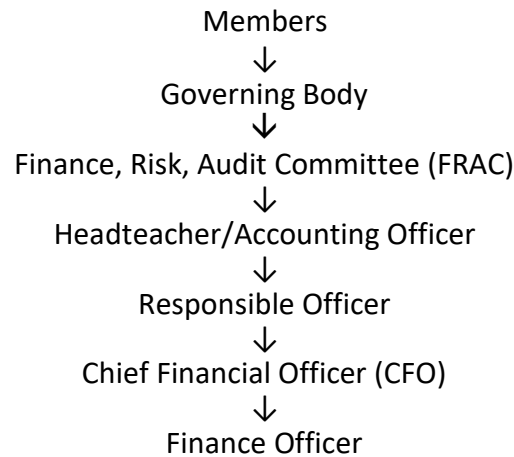 Members
↓
Governing Body
↓
Finance, Risk, Audit Committee (FRAC)
↓
Headteacher/Accounting Officer
↓
Responsible Officer
↓
Chief Financial Officer (CFO)
↓
Finance Officer